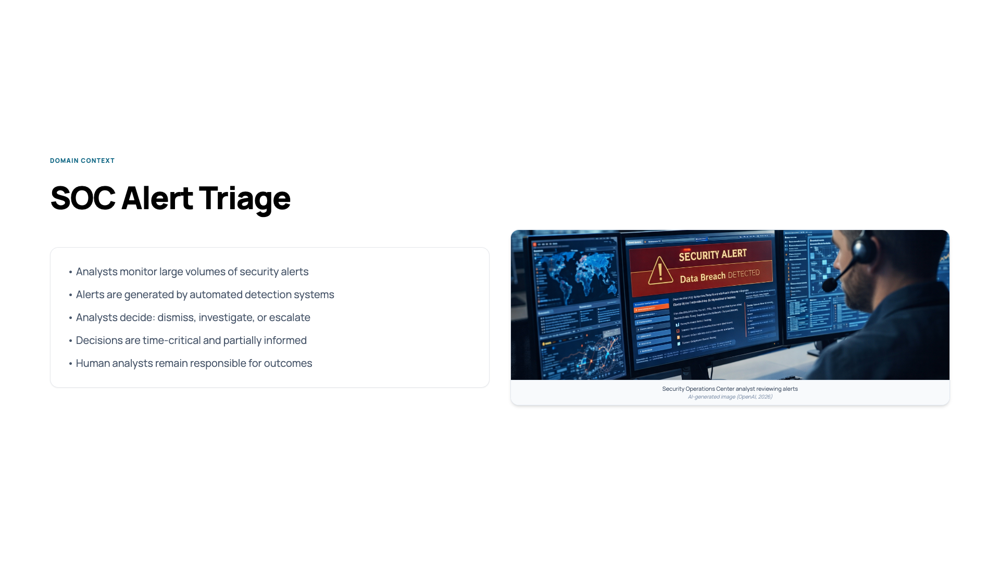 DOMAIN CONTEXT
SOC Alert Triage
• Analysts monitor large volumes of security alerts
• Alerts are generated by automated detection systems
• Analysts decide: dismiss, investigate, or escalate
• Decisions are time-critical and partially informed
• Human analysts remain responsible for outcomes
SECURITY ALERT
Data Breach DETECTED
Security Operations Center analyst reviewing alerts
AI-generated image (OpenAI, 2026)